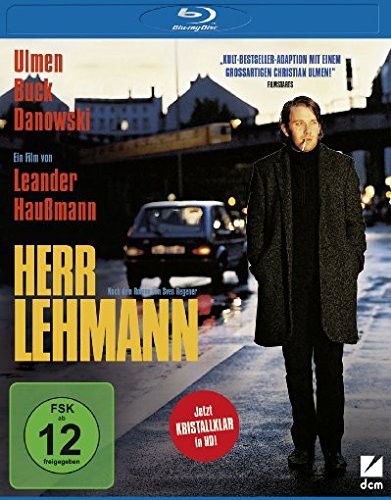 Blu-ray Disc
Ulmen
Buck
Danowski
„KULT-BESTSELLER-ADAPTION MIT EINEM
GROSSARTIGEN CHRISTIAN ULMEN!“
FILMSTARTS
Ein Film von
Leander
Haußmann
HERR
Nach dem Roman von Sven Regener
LEHMANN
Jetzt
KRISTALLKLAR
in HD!
FSK
ab
12
freigegeben
dcm